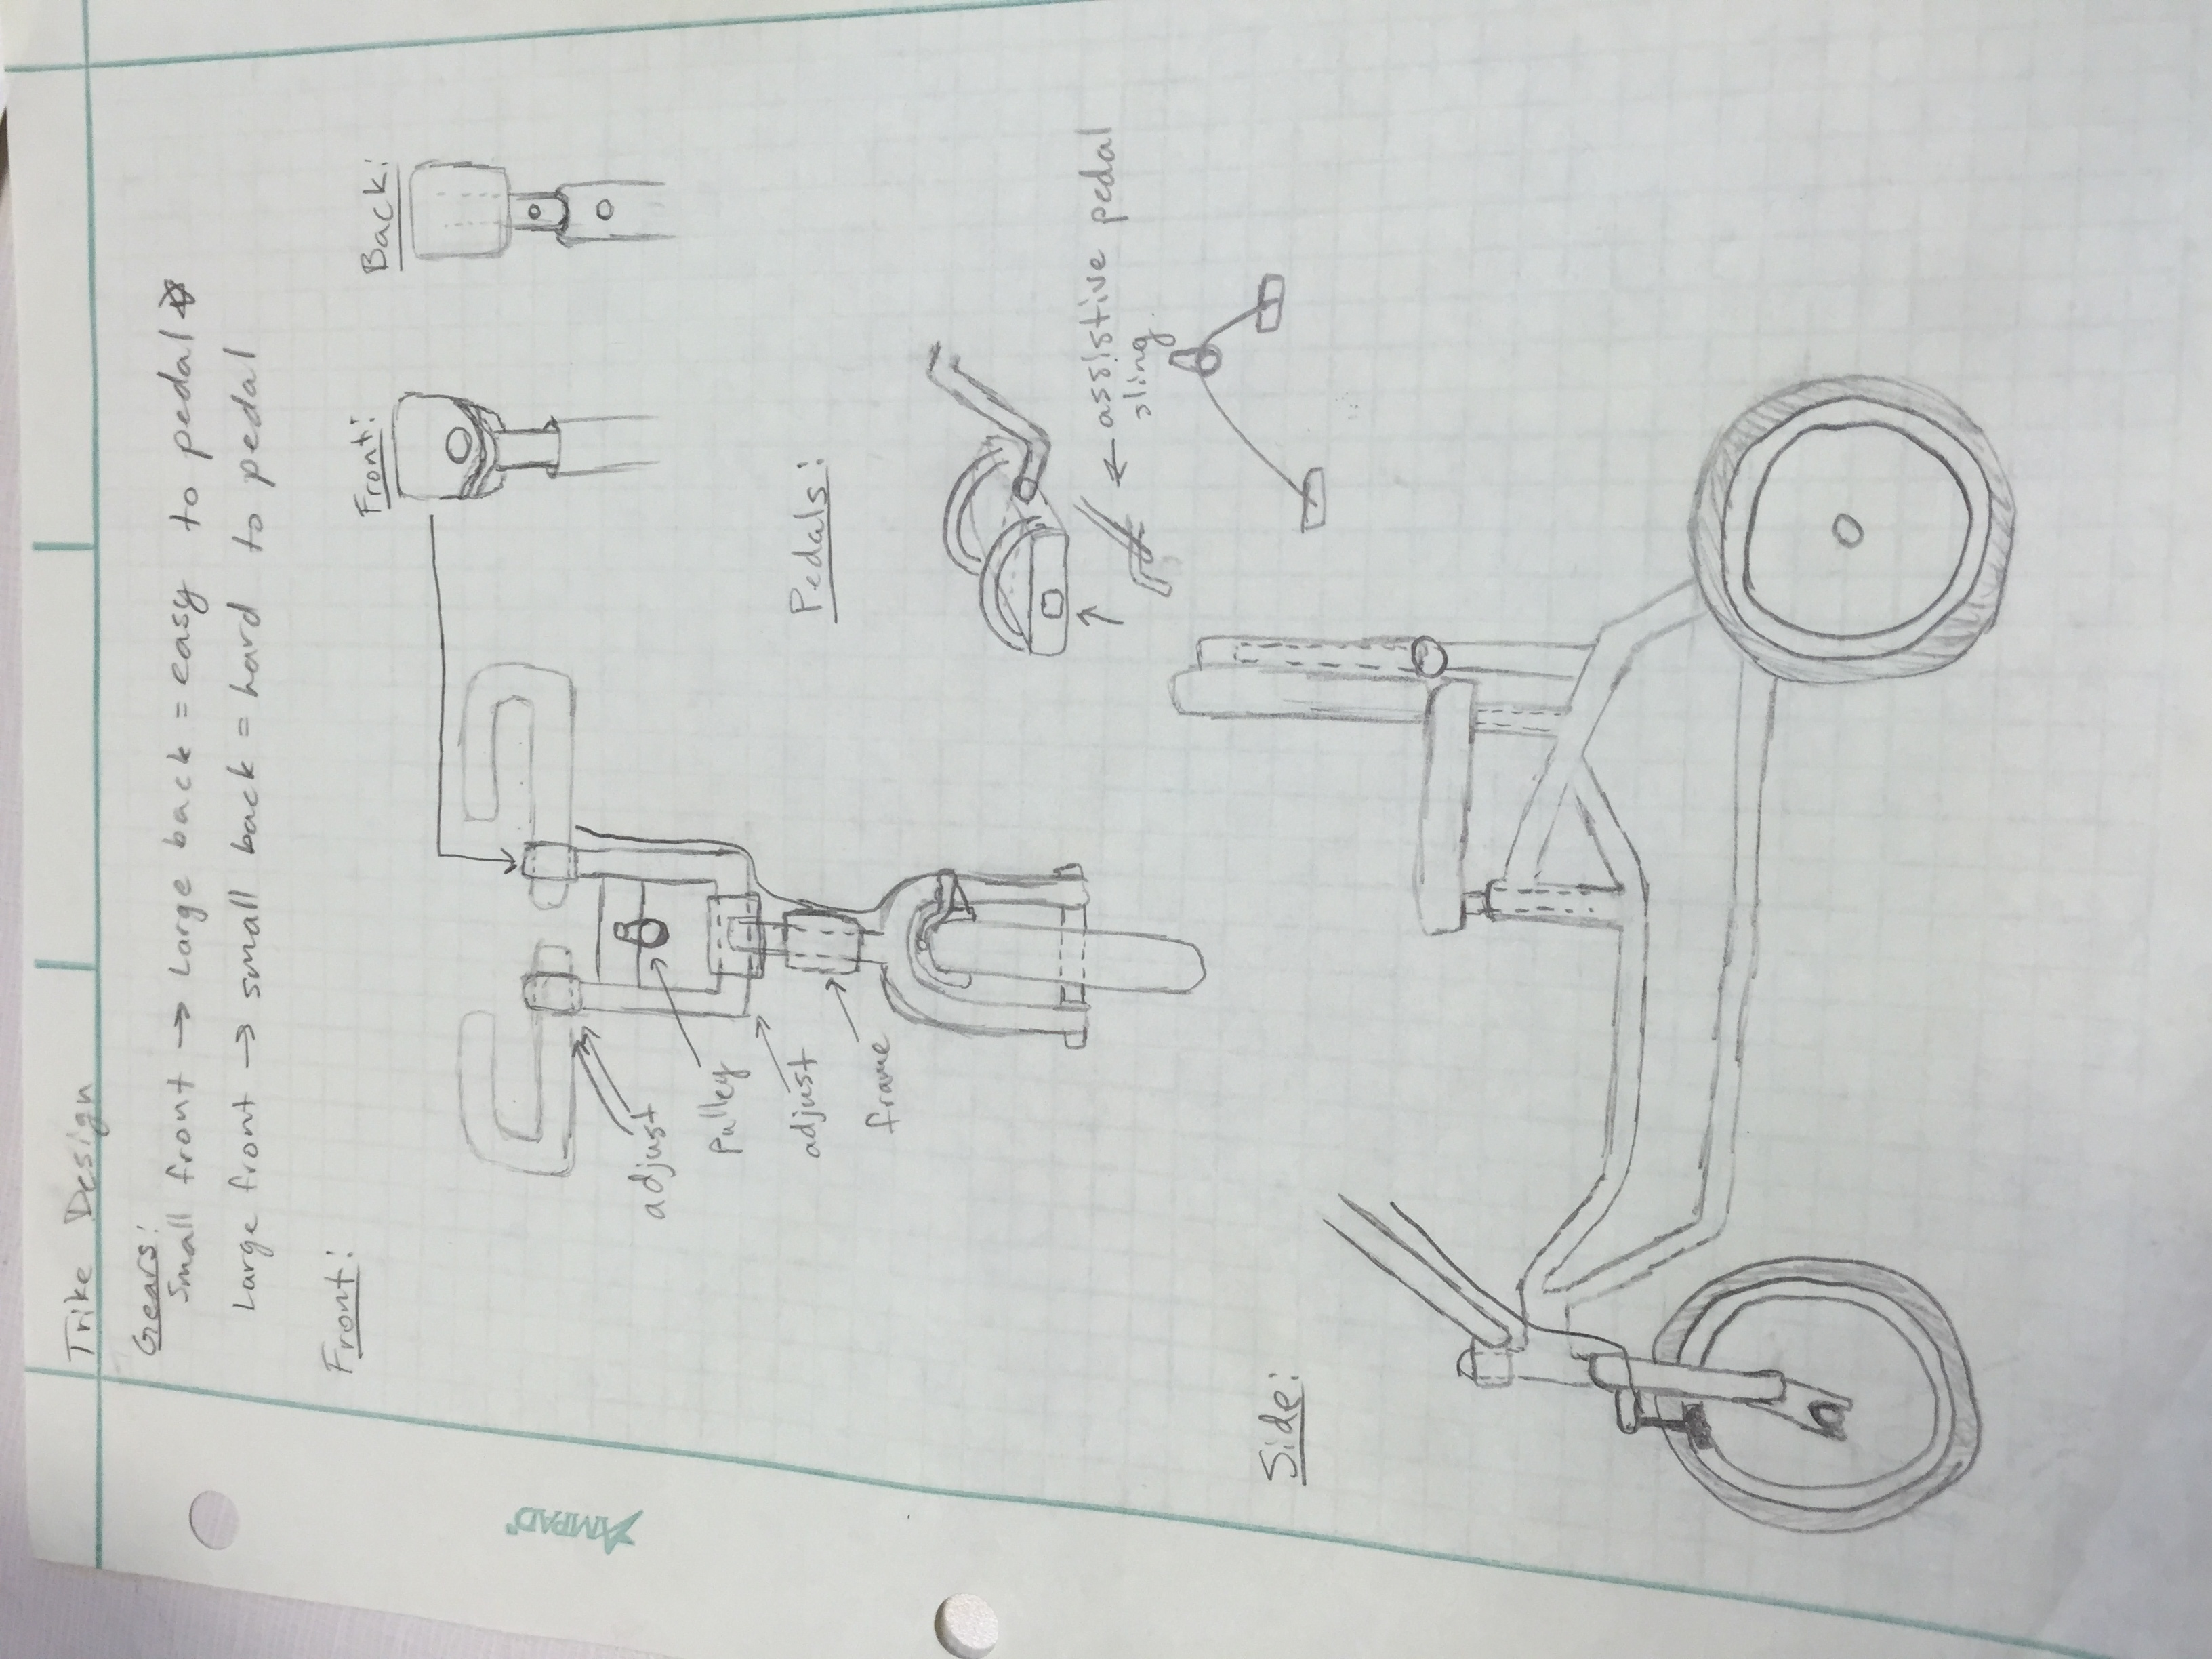 Trike Design
Gears:
Small front → Large back = easy to pedal ☆
Large front → small back = hard to pedal
Front:
Front:
Back:
AMPAD
adjust
Pulley
adjust
frame
Pedals:
← assistive pedal
sling
Side: